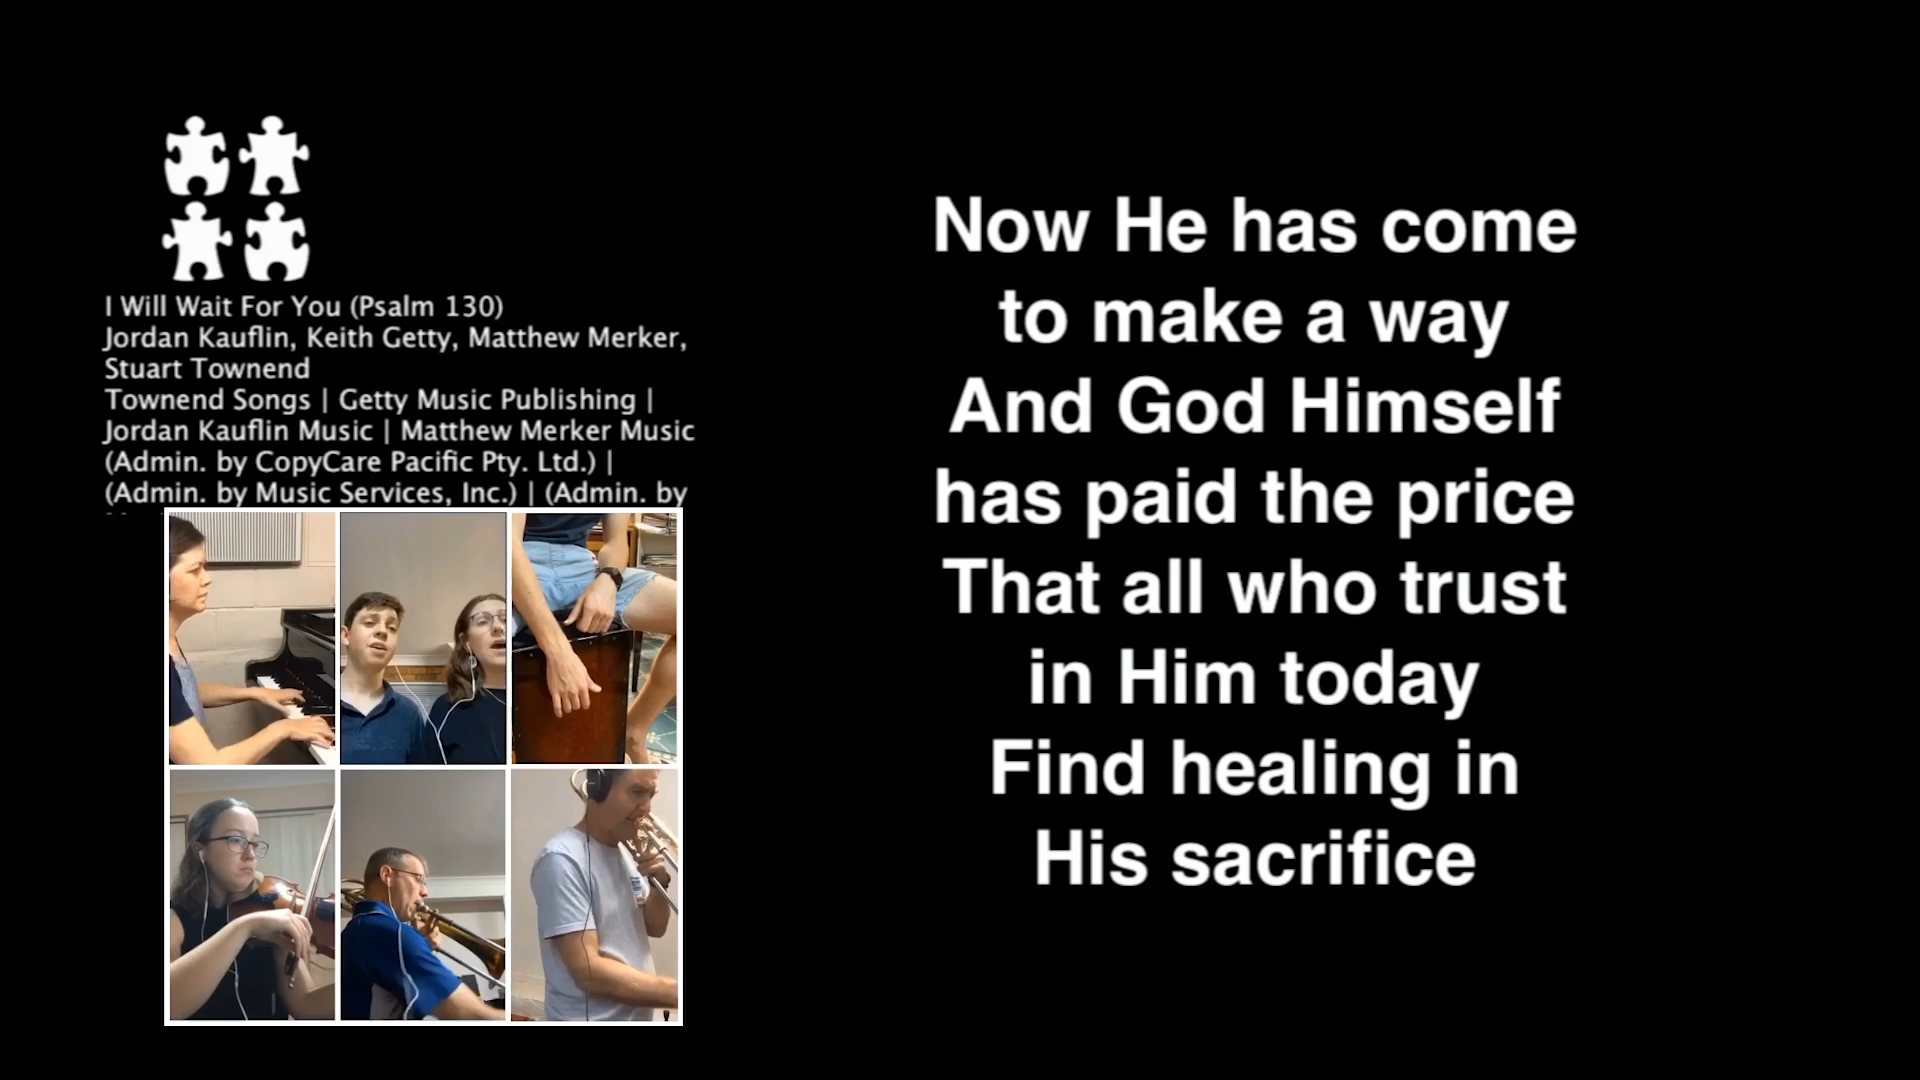 I Will Wait For You (Psalm 130)
Jordan Kauflin, Keith Getty, Matthew Merker,
Stuart Townend
Townend Songs | Getty Music Publishing |
Jordan Kauflin Music | Matthew Merker Music
(Admin. by CopyCare Pacific Pty. Ltd.) |
(Admin. by Music Services, Inc.) | (Admin. by
Now He has come
to make a way
And God Himself
has paid the price
That all who trust
in Him today
Find healing in
His sacrifice